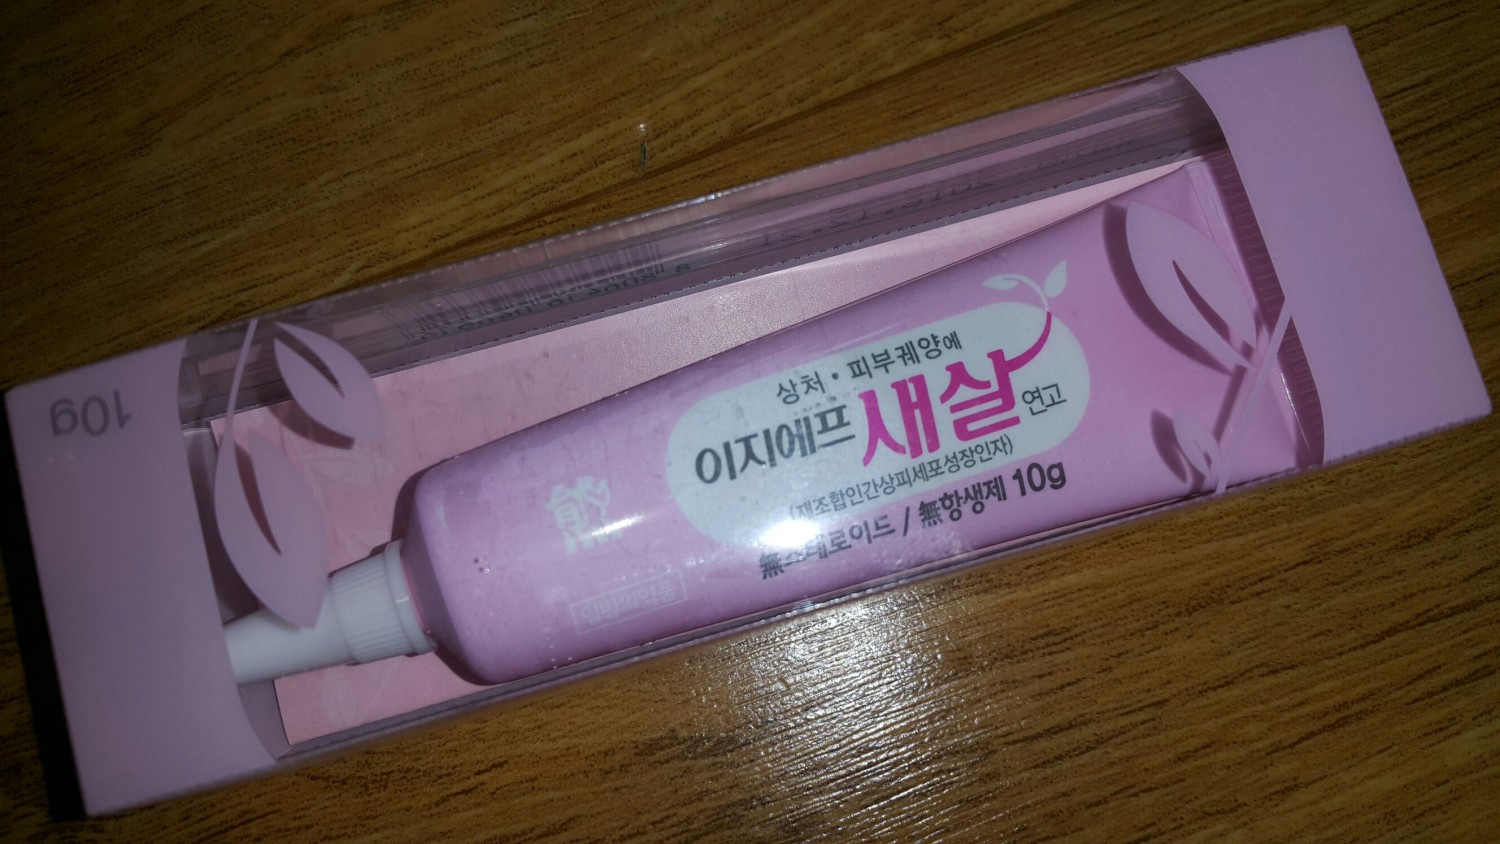 상처·피부궤양에
이지에프 새살 연고
(재조합인간상피세포성장인자)
無스테로이드 / 無항생제 10g
일반의약품
10g